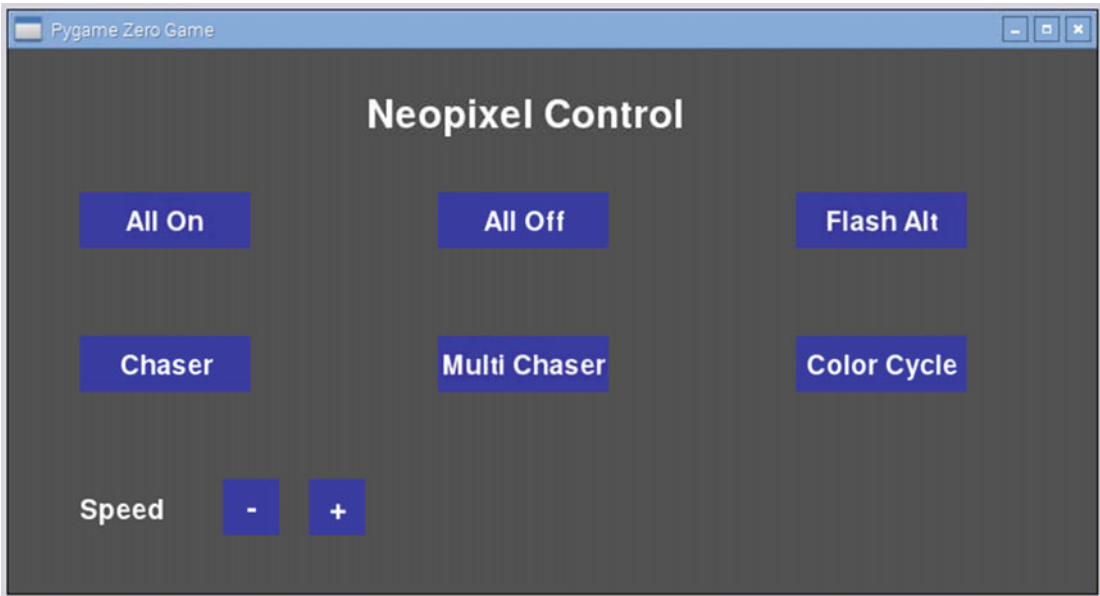 Pygame Zero Game
Neopixel Control
All On All Off Flash Alt
Chaser Multi Chaser Color Cycle
Speed - +